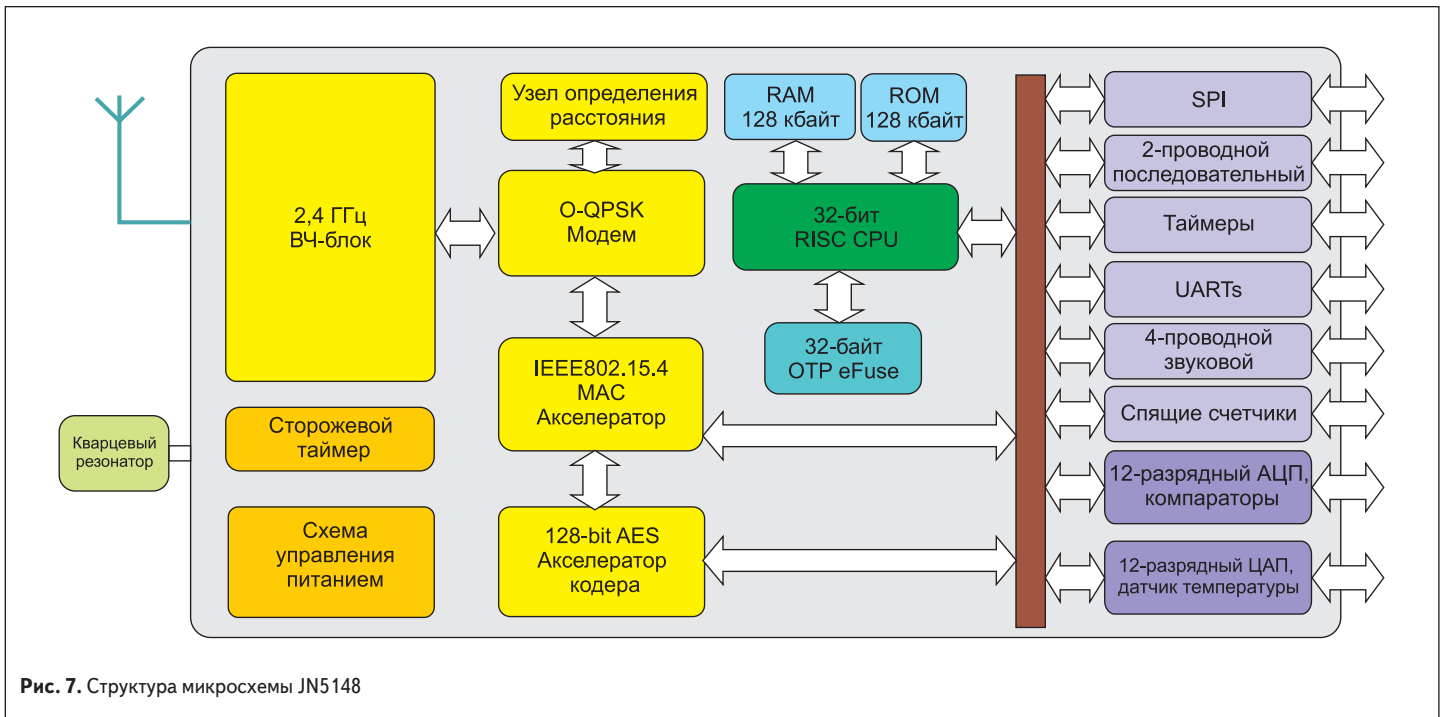 2,4 ГГц
ВЧ-блок
Узел определения
расстояния
O-QPSK
Модем
IEEE802.15.4
MAC
Акселератор
128-bit AES
Акселератор
кодера
Сторожевой
таймер
Схема
управления
питанием
Кварцевый
резонатор
RAM
128 кбайт
ROM
128 кбайт
32-бит
RISC CPU
32-байт
OTP eFuse
SPI
2-проводной
последовательный
Таймеры
UARTs
4-проводной
звуковой
Спящие счетчики
12-разрядный АЦП,
компараторы
12-разрядный ЦАП,
датчик температуры
Рис. 7. Структура микросхемы JN5148